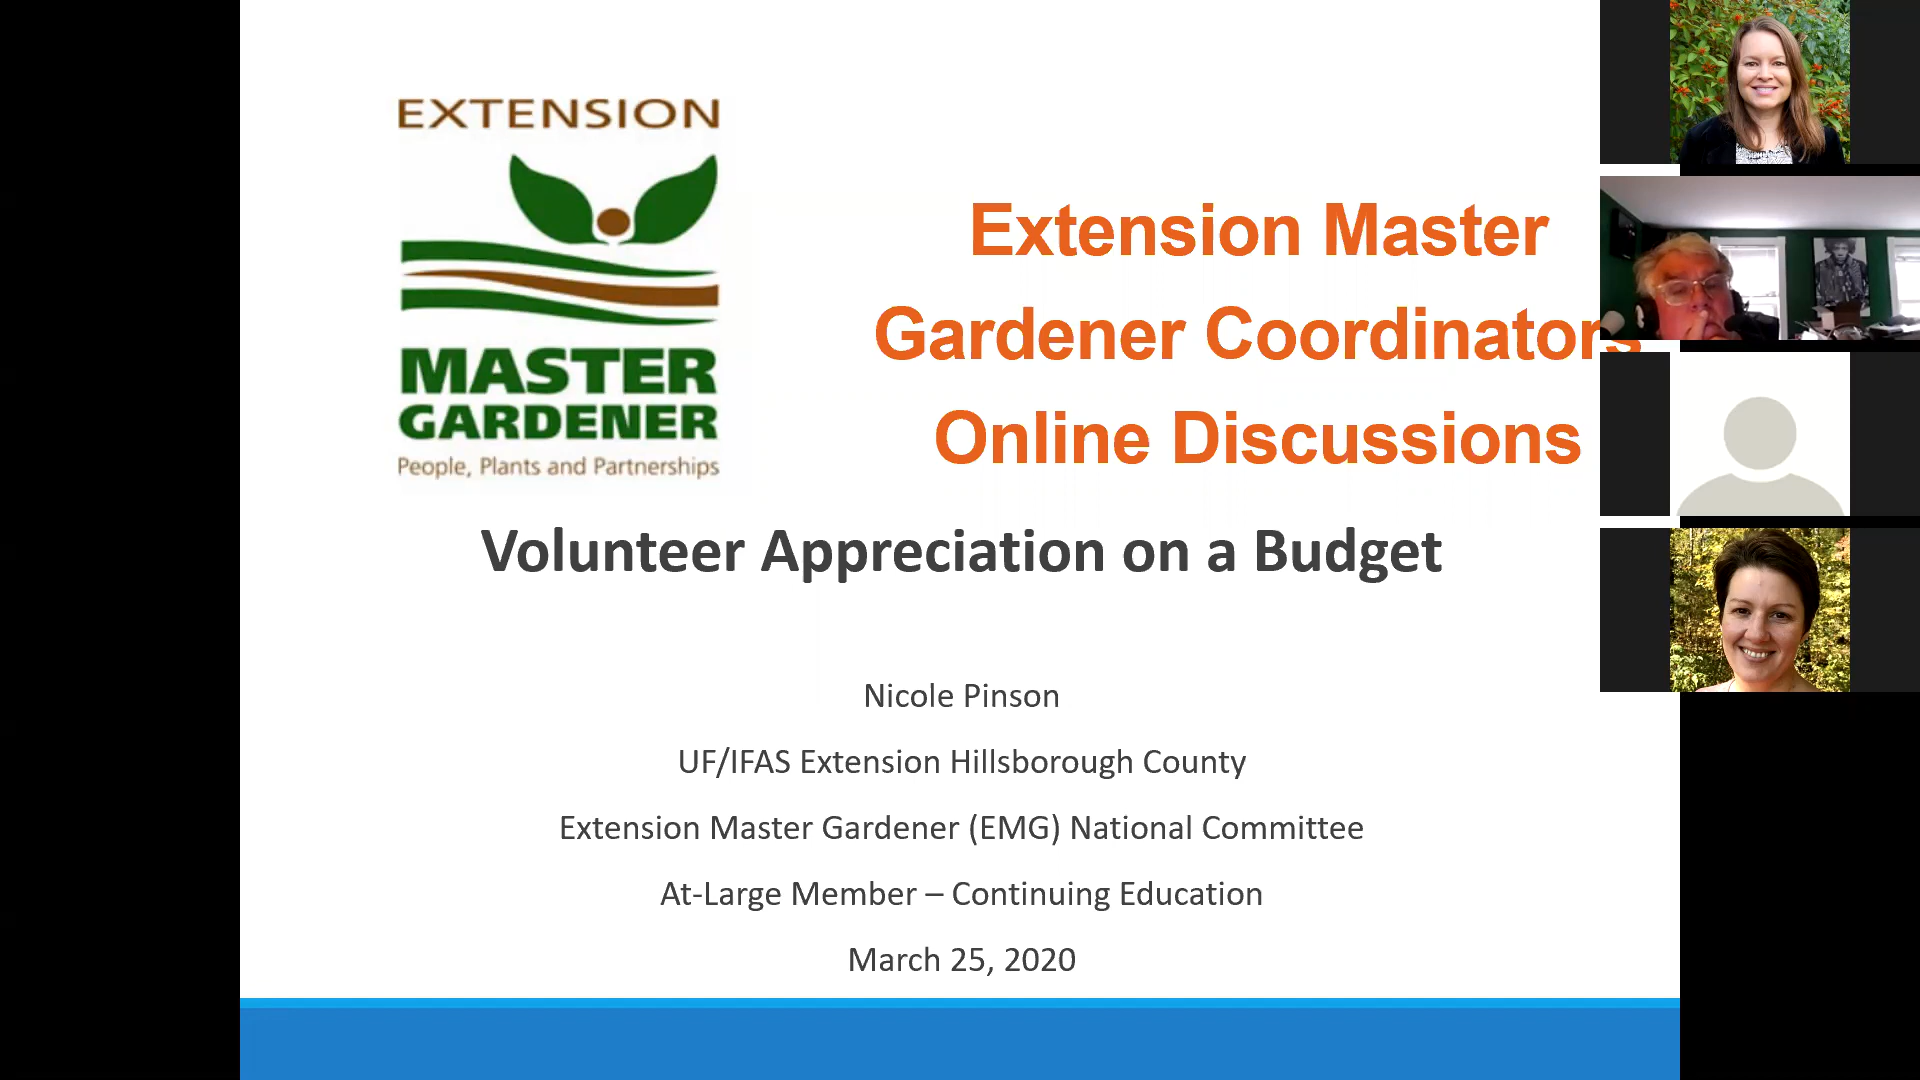 EXTENSION
MASTER
GARDENER
People, Plants and Partnerships
Extension Master
Gardener Coordinators
Online Discussions
Volunteer Appreciation on a Budget
Nicole Pinson
UF/IFAS Extension Hillsborough County
Extension Master Gardener (EMG) National Committee
At-Large Member – Continuing Education
March 25, 2020